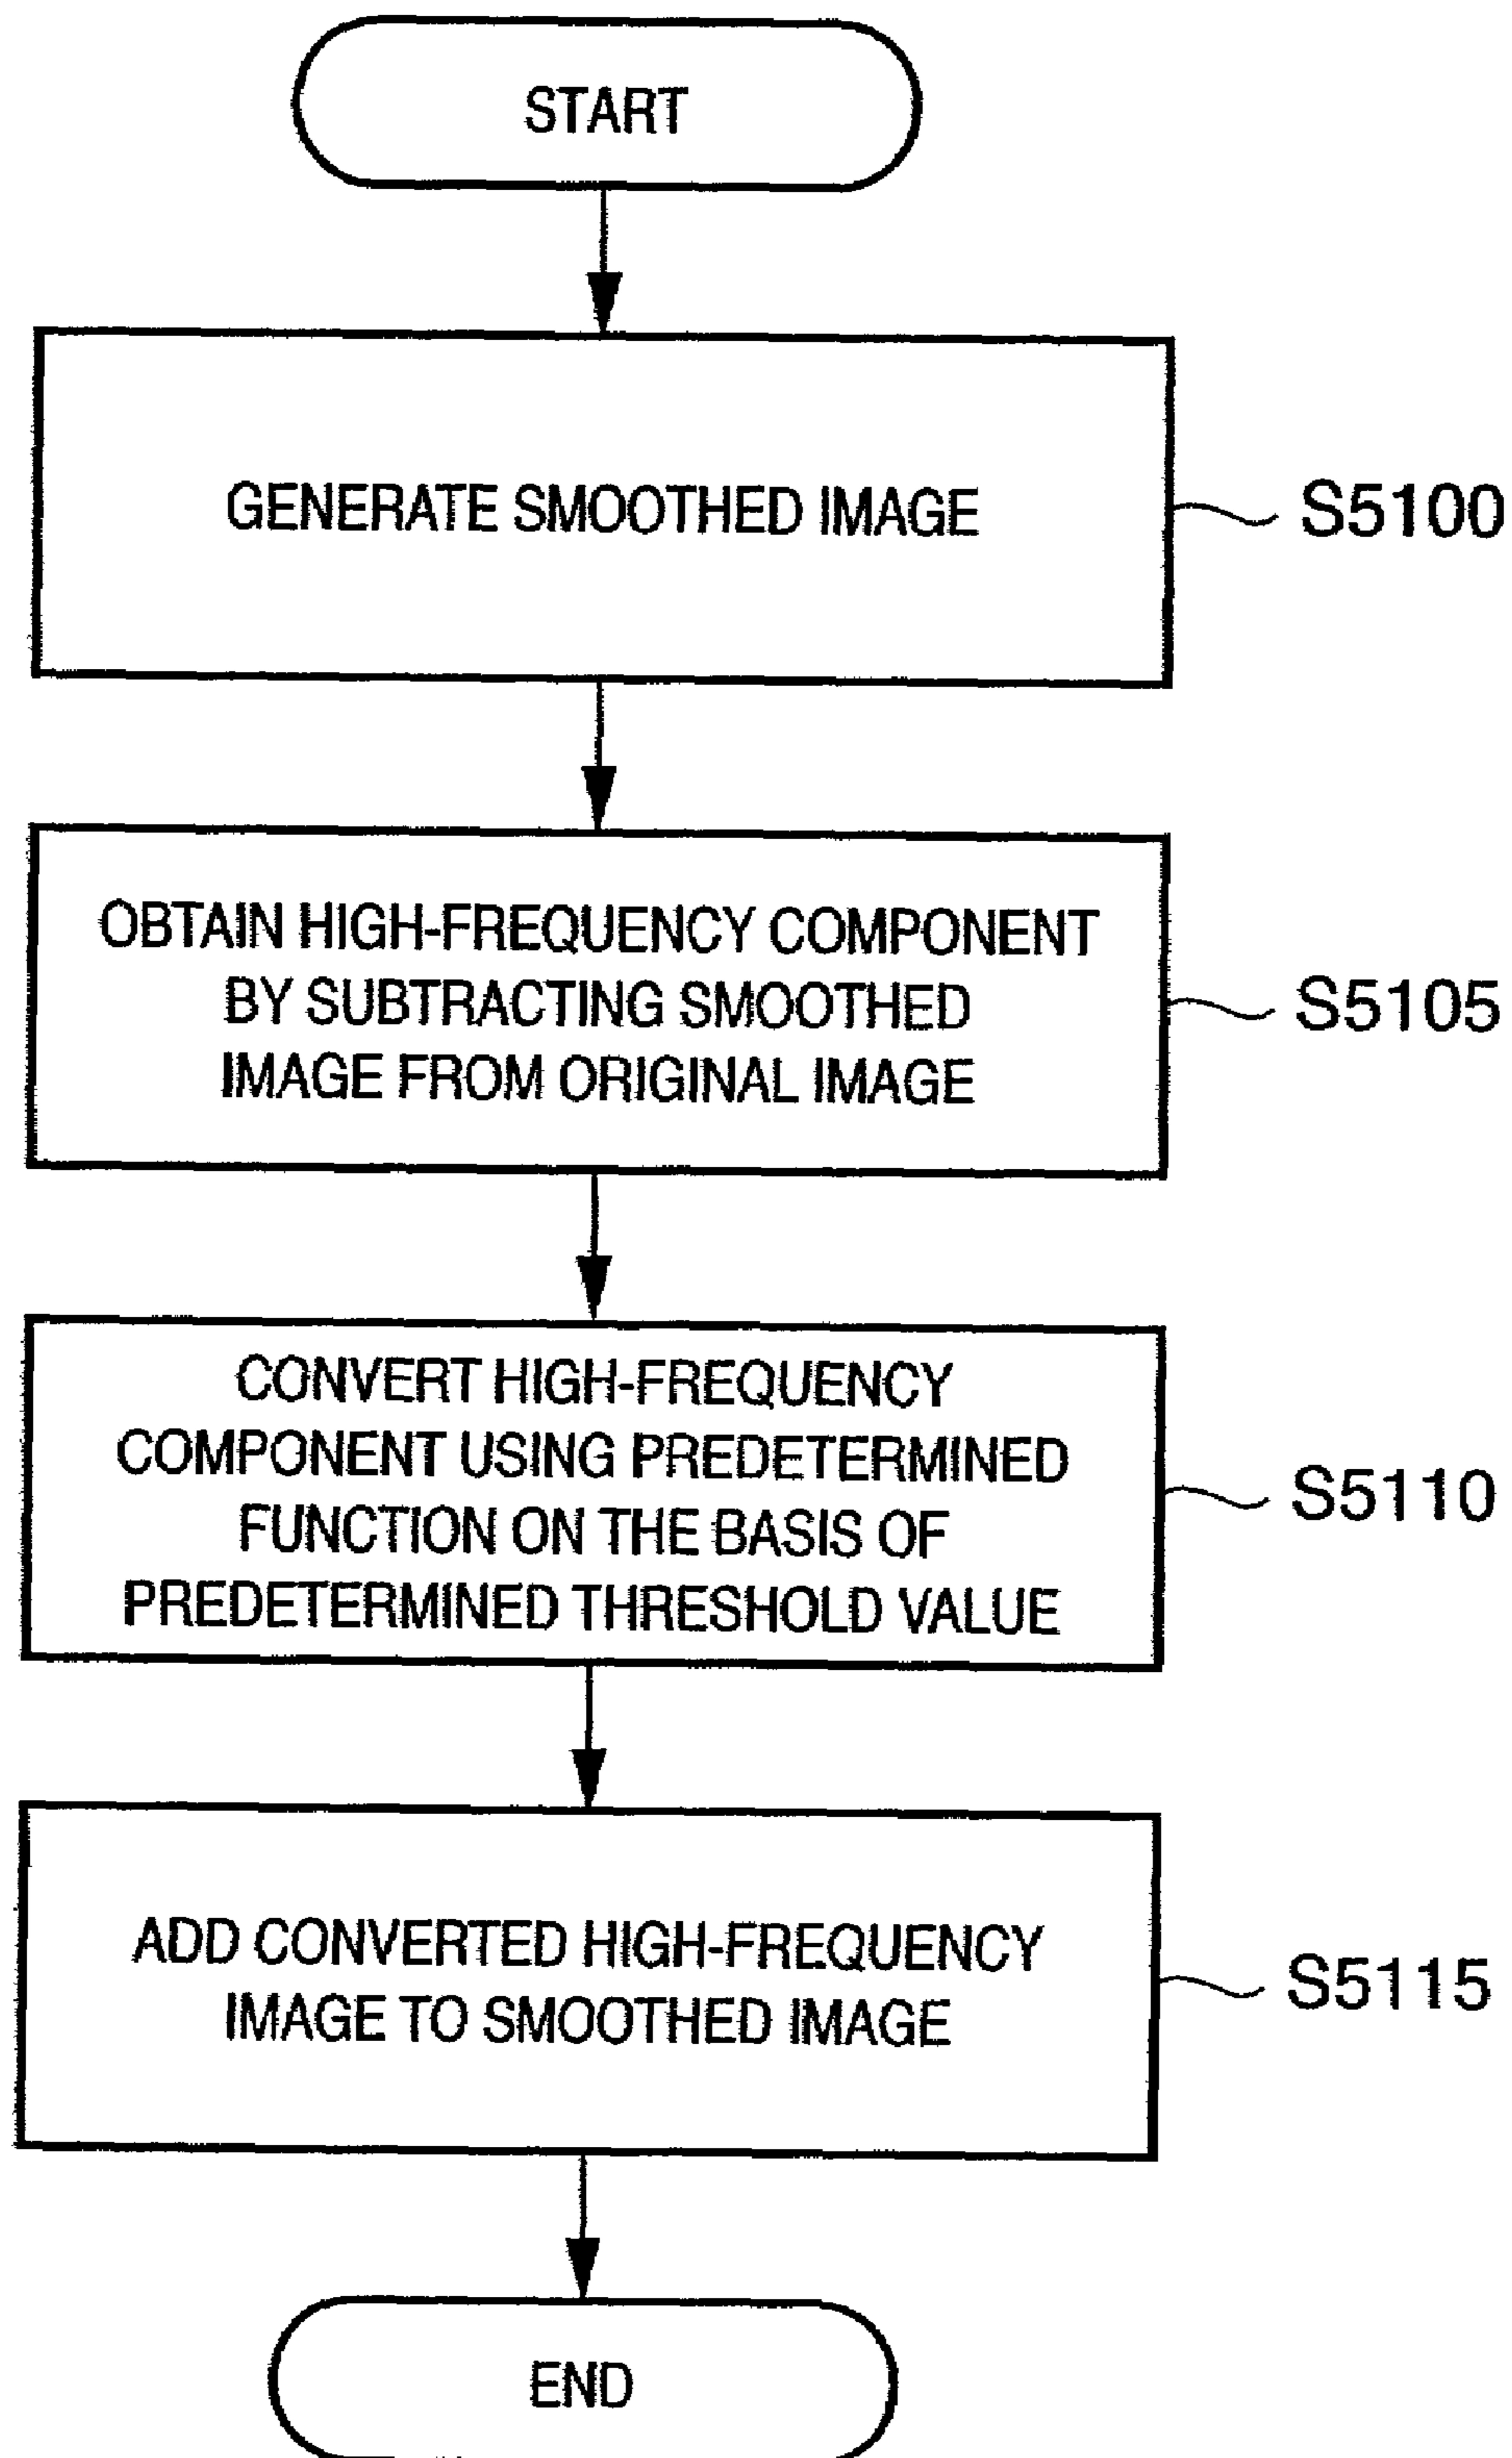 START
GENERATE SMOOTHED IMAGE
S5100
OBTAIN HIGH-FREQUENCY COMPONENT
BY SUBTRACTING SMOOTHED
IMAGE FROM ORIGINAL IMAGE
S5105
CONVERT HIGH-FREQUENCY
COMPONENT USING PREDETERMINED
FUNCTION ON THE BASIS OF
PREDETERMINED THRESHOLD VALUE
S5110
ADD CONVERTED HIGH-FREQUENCY
IMAGE TO SMOOTHED IMAGE
S5115
END